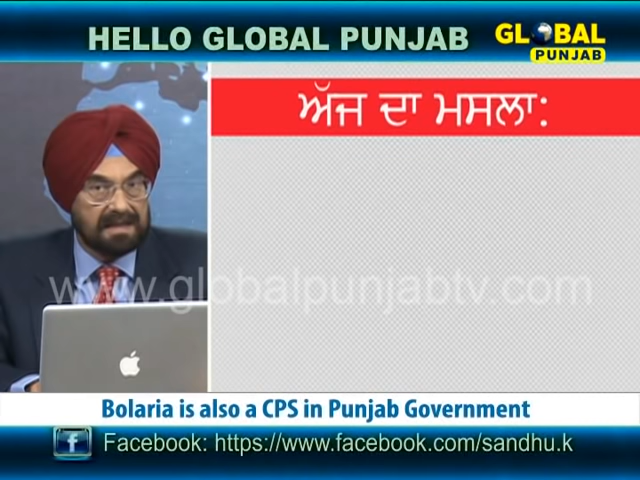 HELLO GLOBAL PUNJAB
GLOBAL
PUNJAB
ਅੱਜ ਦਾ ਮਸਲਾ:
www.globalpunjabtv.com
Bolaria is also a CPS in Punjab Government
f Facebook: https://www.facebook.com/sandhu.k